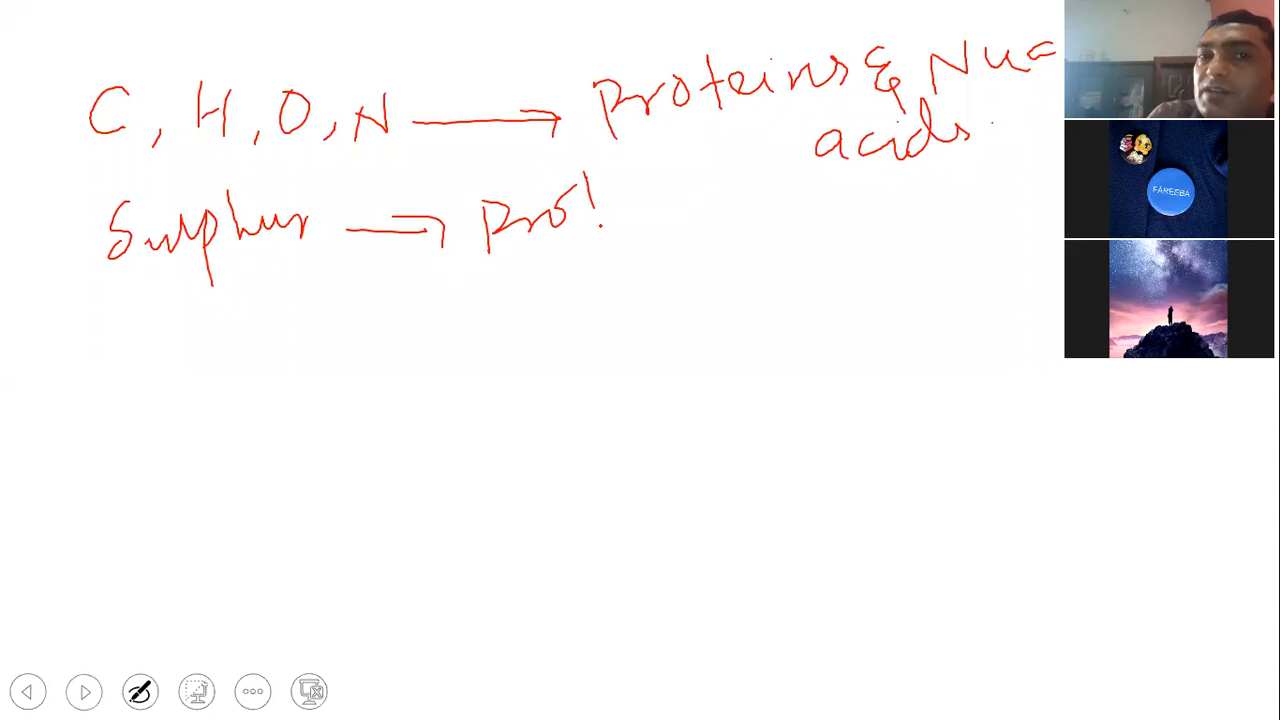 C, H, O, N → Proteins & Nuc
acids.
Sulphur → Pro
FAREEBA